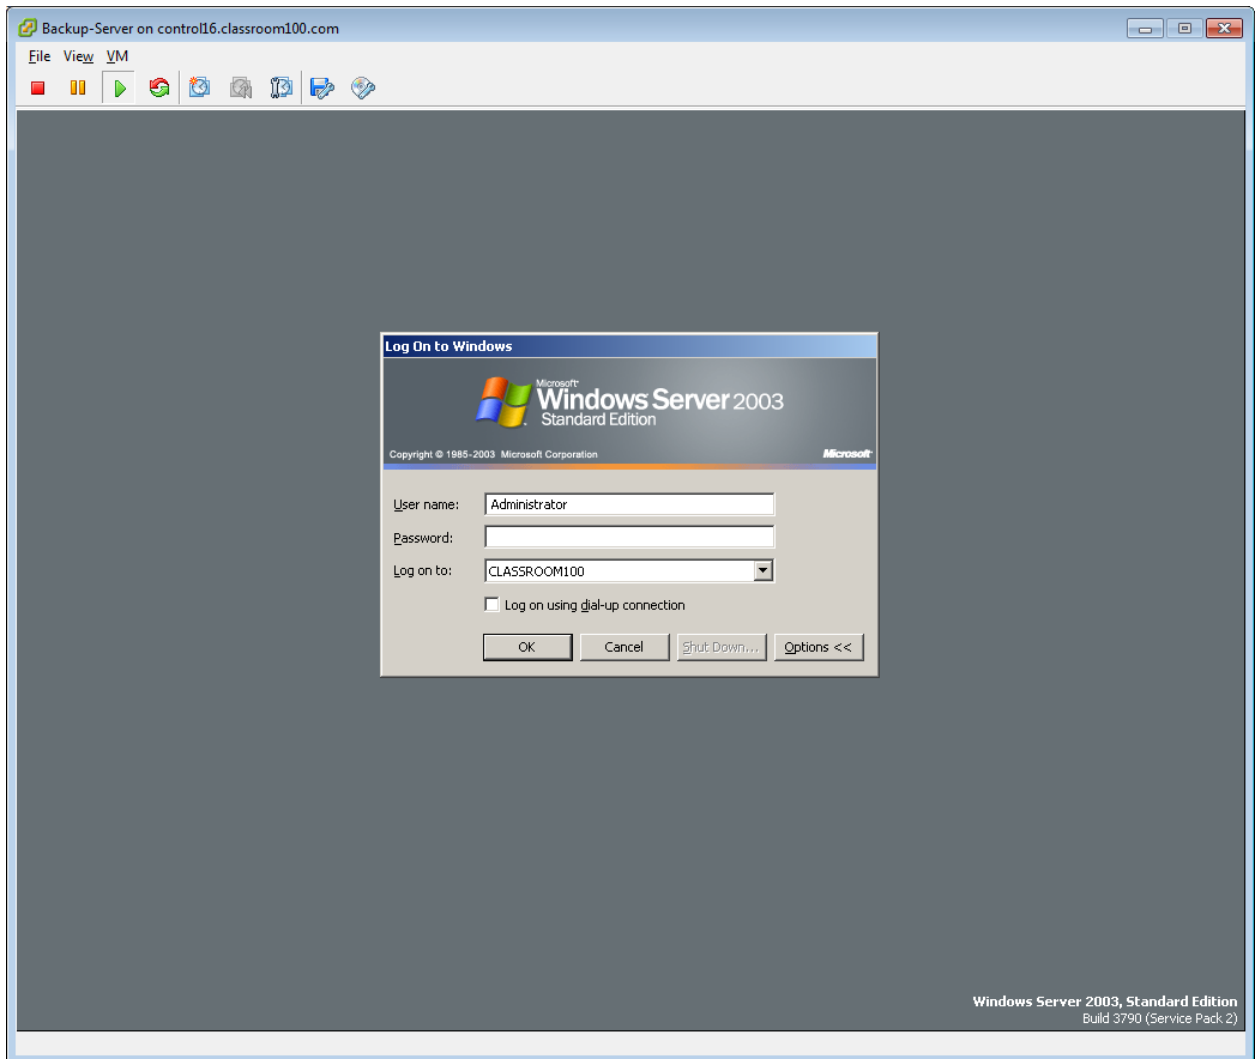 Backup-Server on control16.classroom100.com
File View VM
Log On to Windows
Microsoft
Windows Server 2003
Standard Edition
Copyright © 1985-2003 Microsoft Corporation Microsoft
User name: Administrator
Password:
Log on to: CLASSROOM100
Log on using dial-up connection
OK Cancel Shut Down... Options <<
Windows Server 2003, Standard Edition
Build 3790 (Service Pack 2)